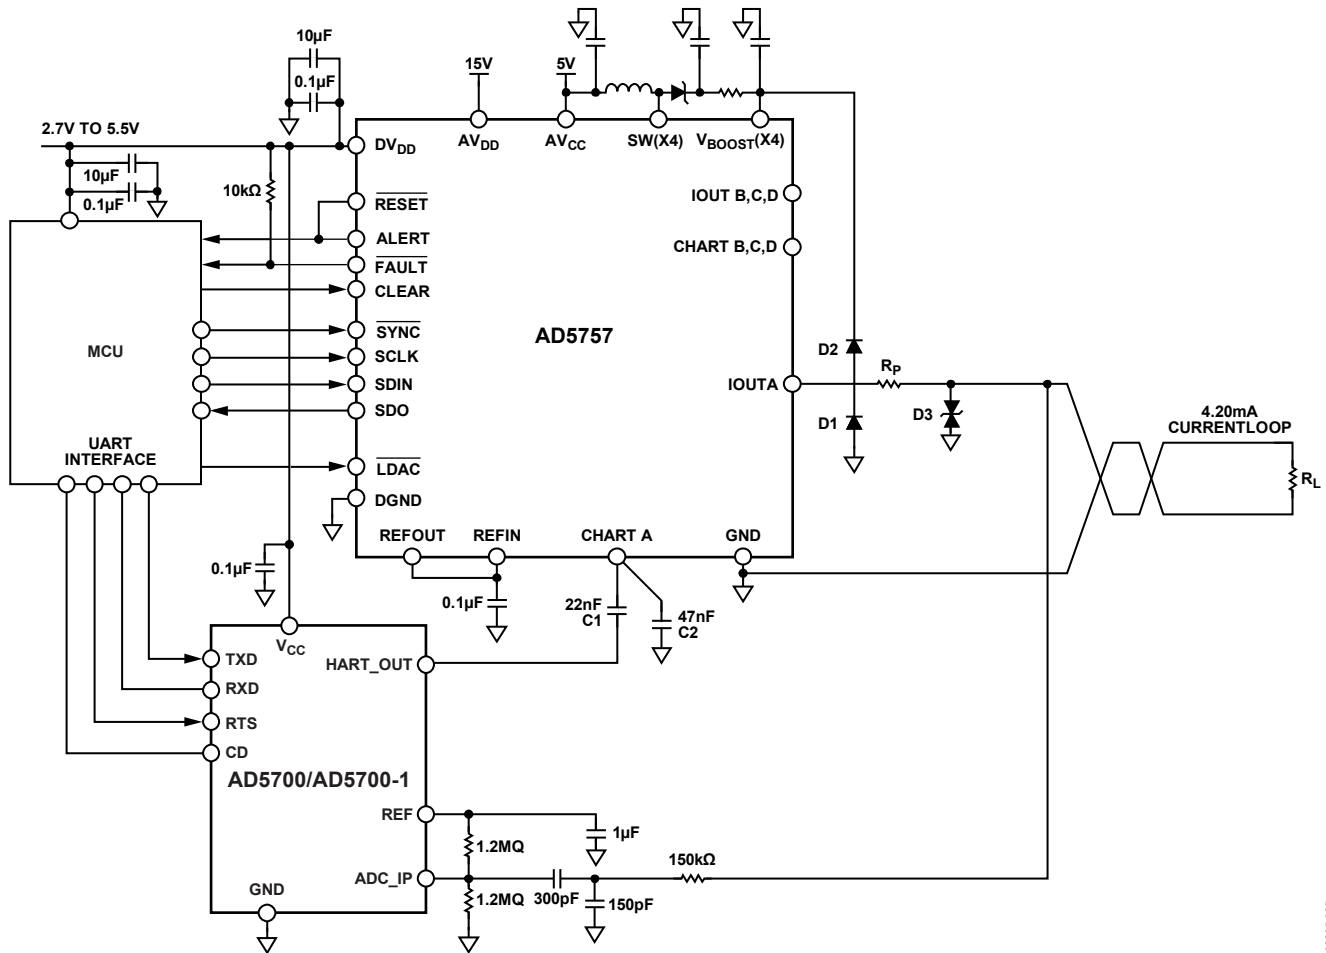 10µF
0.1µF
15V
5V
2.7V TO 5.5V
DVDD
AVDD
AVCC
SW(X4)
VBOOST(X4)
10µF
0.1µF
10kΩ
RESET
ALERT
FAULT
CLEAR
IOUT B,C,D
CHART B,C,D
MCU
SYNC
SCLK
SDIN
SDO
AD5757
IOUTA
D2
D1
RP
D3
4.20mA
CURRENTLOOP
RL
UART
INTERFACE
LDAC
DGND
REFOUT
REFIN
CHART A
GND
0.1µF
0.1µF
22nF
C1
47nF
C2
VCC
TXD
RXD
RTS
CD
HART_OUT
AD5700/AD5700-1
REF
1.2MQ
1µF
ADC_IP
1.2MQ
300pF
150pF
150kΩ
GND